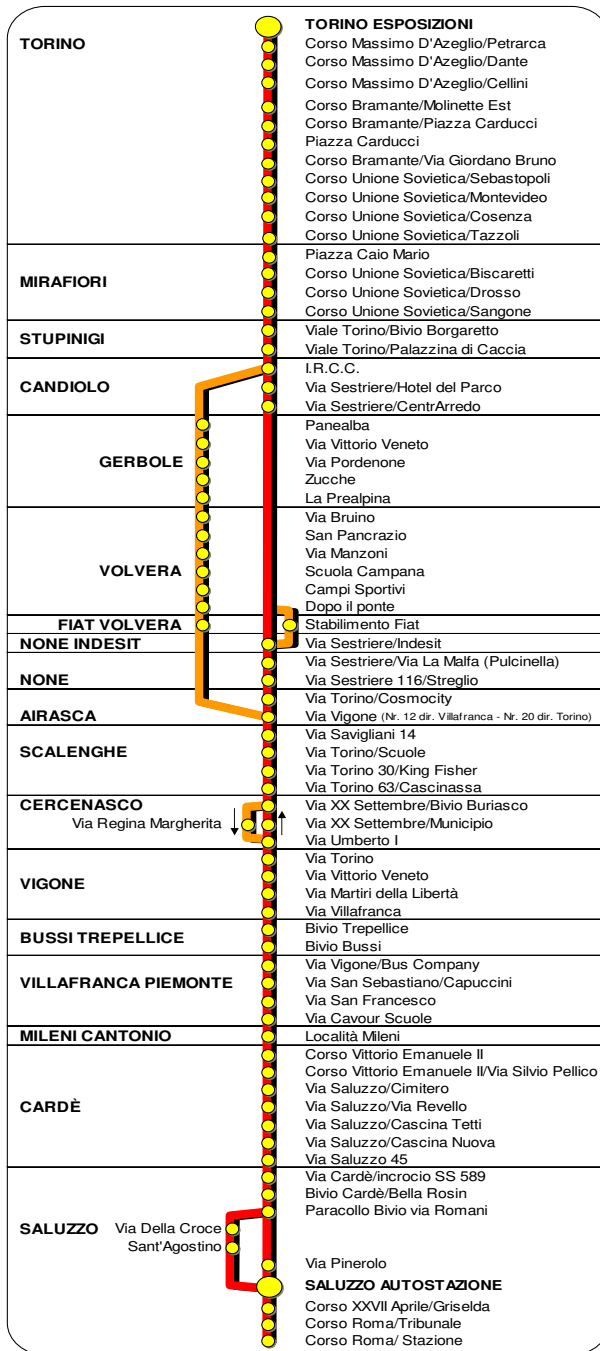 TORINO ESPOSIZIONI
TORINO
Corso Massimo D'Azeglio/Petrarca
Corso Massimo D'Azeglio/Dante
Corso Massimo D'Azeglio/Cellini
Corso Bramante/Molinette Est
Corso Bramante/Piazza Carducci
Piazza Carducci
Corso Bramante/Via Giordano Bruno
Corso Unione Sovietica/Sebastopoli
Corso Unione Sovietica/Montevideo
Corso Unione Sovietica/Cosenza
Corso Unione Sovietica/Tazzoli
MIRAFIORI
Piazza Caio Mario
Corso Unione Sovietica/Biscaretti
Corso Unione Sovietica/Drosso
Corso Unione Sovietica/Sangone
STUPINIGI
Viale Torino/Bivio Borgaretto
Viale Torino/Palazzina di Caccia
CANDIOLO
I.R.C.C.
Via Sestriere/Hotel del Parco
Via Sestriere/CentrArredo
GERBOLE
Panealba
Via Vittorio Veneto
Via Pordenone
Zucche
La Prealpina
VOLVERA
Via Bruino
San Pancrazio
Via Manzoni
Scuola Campana
Campi Sportivi
Dopo il ponte
FIAT VOLVERA
Stabilimento Fiat
NONE INDESIT
Via Sestriere/Indesit
NONE
Via Sestriere/Via La Malfa (Pulcinella)
Via Sestriere 116/Streglio
AIRASCA
Via Torino/Cosmocity
Via Vigone (Nr. 12 dir. Villafranca - Nr. 20 dir. Torino)
SCALENGHE
Via Savigliani 14
Via Torino/Scuole
Via Torino 30/King Fisher
Via Torino 63/Cascinassa
CERCENASCO
Via XX Settembre/Bivio Buriasco
Via Regina Margherita
Via XX Settembre/Municipio
Via Umberto I
VIGONE
Via Torino
Via Vittorio Veneto
Via Martiri della Libertà
Via Villafranca
BUSSI TREPELLICE
Bivio Trepellice
Bivio Bussi
VILLAFRANCA PIEMONTE
Via Vigone/Bus Company
Via San Sebastiano/Capuccini
Via San Francesco
Via Cavour Scuole
MILENI CANTONIO
Località Mileni
CARDÈ
Corso Vittorio Emanuele II
Corso Vittorio Emanuele II/Via Silvio Pellico
Via Saluzzo/Cimitero
Via Saluzzo/Via Revello
Via Saluzzo/Cascina Tetti
Via Saluzzo/Cascina Nuova
Via Saluzzo 45
SALUZZO
Via Cardè/incrocio SS 589
Bivio Cardè/Bella Rosin
Paracollo Bivio via Romani
Via Della Croce
Sant'Agostino
Via Pinerolo
SALUZZO AUTOSTAZIONE
Corso XXVII Aprile/Griselda
Corso Roma/Tribunale
Corso Roma/ Stazione